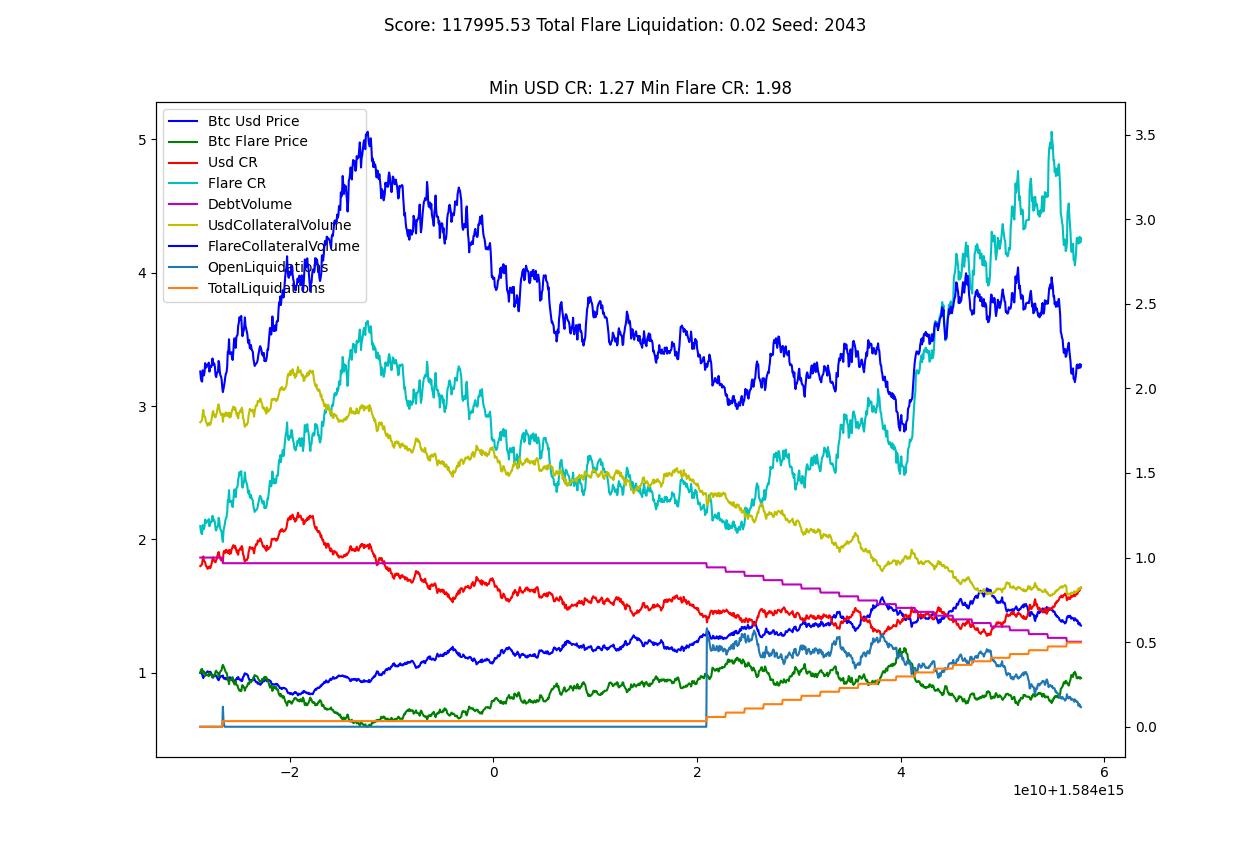 Score: 117995.53 Total Flare Liquidation: 0.02 Seed: 2043
Min USD CR: 1.27 Min Flare CR: 1.98
Btc Usd Price
Btc Flare Price
Usd CR
Flare CR
DebtVolume
UsdCollateralVolume
FlareCollateralVolume
OpenLiquidations
TotalLiquidations
5
4
3
2
1
3.5
3.0
2.5
2.0
1.5
1.0
0.5
0.0
−2 0 2 4 6
1e10+1.584e15